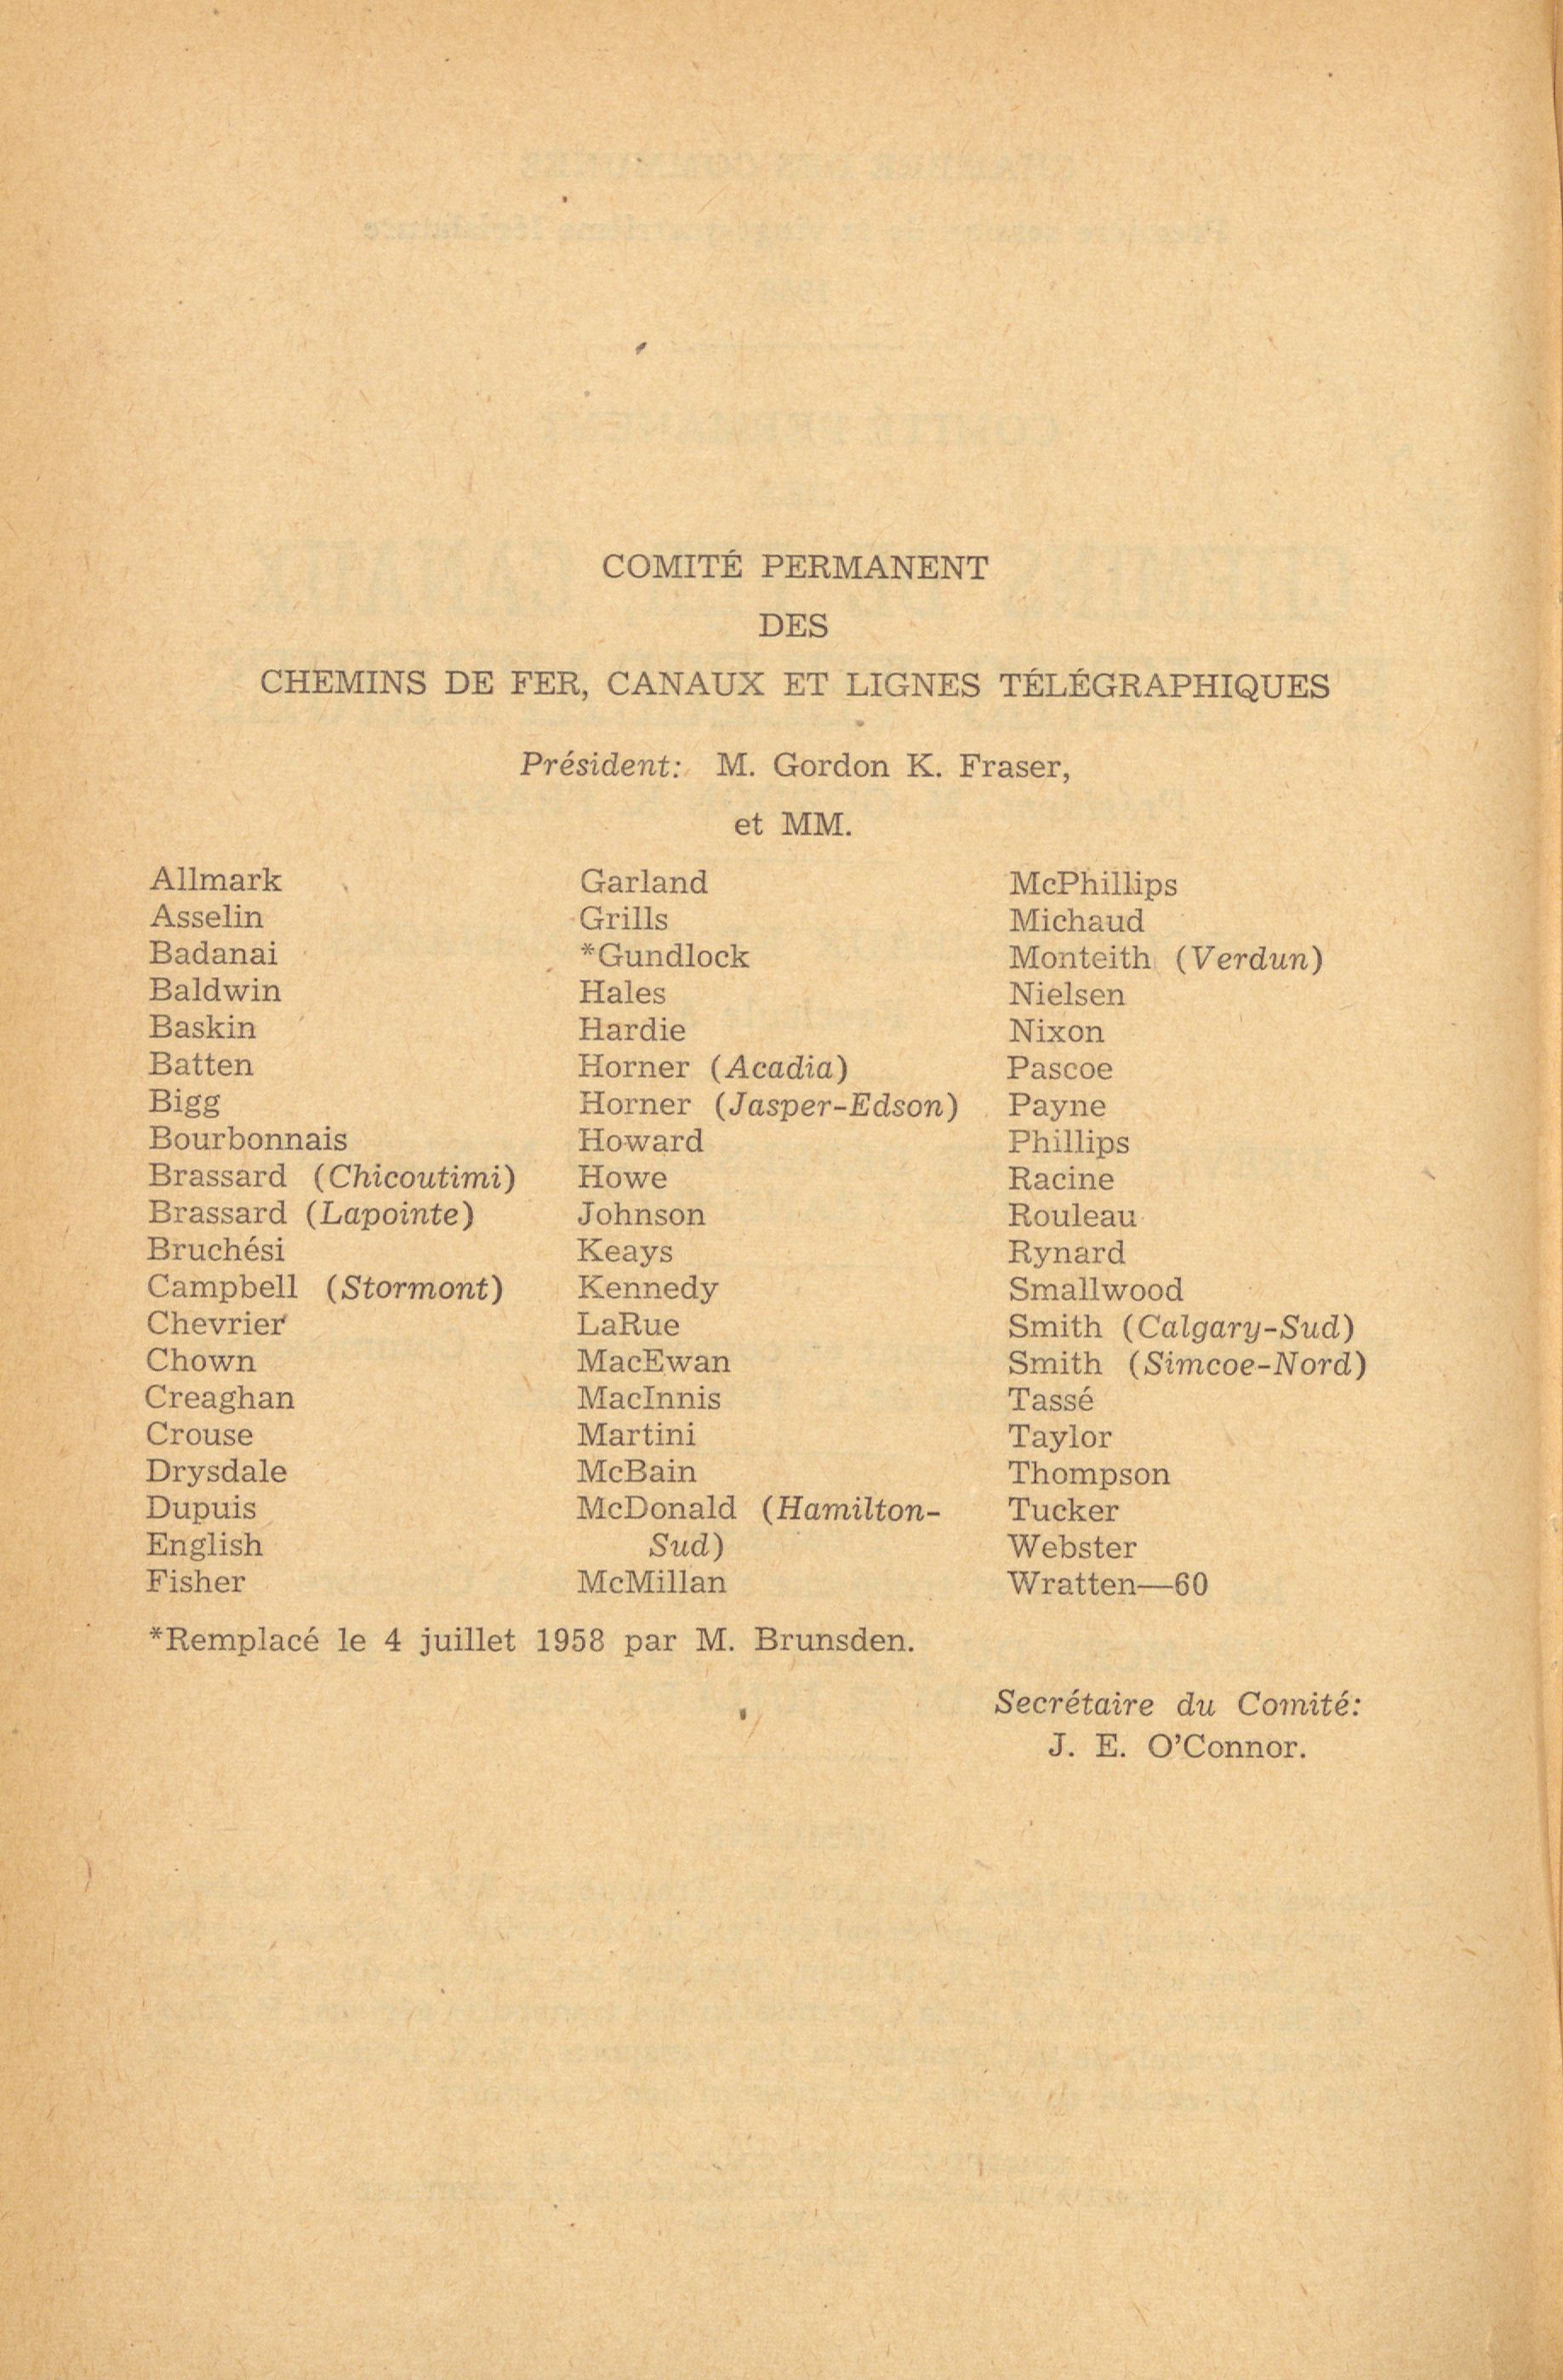 COMITÉ PERMANENT
DES
CHEMINS DE FER, CANAUX ET LIGNES TÉLÉGRAPHIQUES
Président: M. Gordon K. Fraser,
et MM.
Allmark
Asselin
Badanai
Baldwin
Baskin
Batten
Bigg
Bourbonnais
Brassard (Chicoutimi)
Brassard (Lapointe)
Bruchési
Campbell (Stormont)
Chevrier
Chown
Creaghan
Crouse
Drysdale
Dupuis
English
Fisher
Garland
Grills
*Gundlock
Hales
Hardie
Horner (Acadia)
Horner (Jasper-Edson)
Howard
Howe
Johnson
Keays
Kennedy
LaRue
MacEwan
MacInnis
Martini
McBain
McDonald (Hamilton-
Sud)
McMillan
McPhillips
Michaud
Monteith (Verdun)
Nielsen
Nixon
Pascoe
Payne
Phillips
Racine
Rouleau
Rynard
Smallwood
Smith (Calgary-Sud)
Smith (Simcoe-Nord)
Tassé
Taylor
Thompson
Tucker
Webster
Wratten—60
*Remplacé le 4 juillet 1958 par M. Brunsden.
Secrétaire du Comité:
J. E. O'Connor.